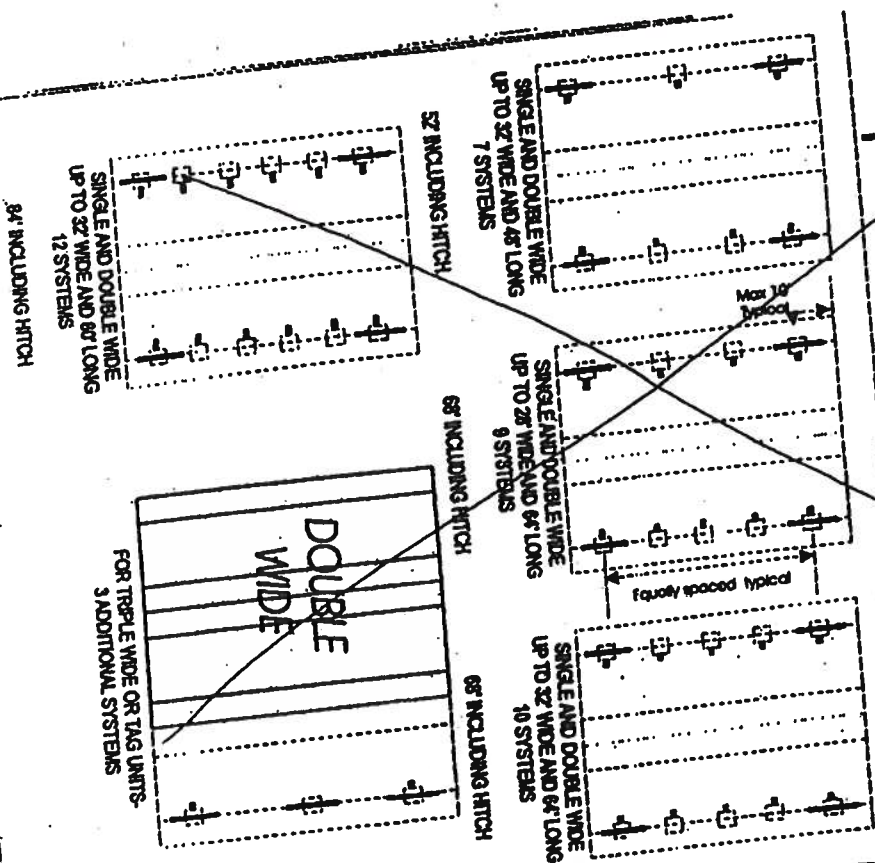 SINGLE AND DOUBLE WIDE
UP TO 32' WIDE AND 48' LONG
7 SYSTEMS
52' INCLUDING HITCH
Max 10'
Typical
SINGLE AND DOUBLE WIDE
UP TO 28' WIDE AND 64' LONG
9 SYSTEMS
68' INCLUDING HITCH
Equally spaced typical
SINGLE AND DOUBLE WIDE
UP TO 32' WIDE AND 64' LONG
10 SYSTEMS
68' INCLUDING HITCH
SINGLE AND DOUBLE WIDE
UP TO 32' WIDE AND 80' LONG
12 SYSTEMS
84' INCLUDING HITCH
DOUBLE
WIDE
FOR TRIPLE WIDE OR TAG UNITS-
3 ADDITIONAL SYSTEMS